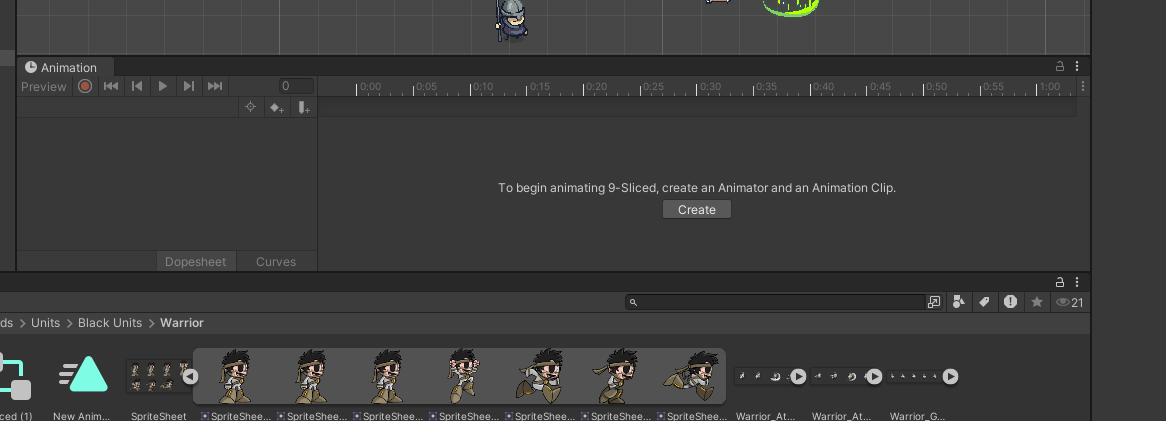 Animation
Preview 0 0:00 0:05 0:10 0:15 0:20 0:25 0:30 0:35 0:40 0:45 0:50 0:55 1:00
To begin animating 9-Sliced, create an Animator and an Animation Clip.
Create
Dopesheet Curves
21
ds > Units > Black Units > Warrior
ced (1) New Anim... SpriteSheet SpriteShee... SpriteShee... SpriteShee... SpriteShee... SpriteShee... SpriteShee... SpriteShee... Warrior_At... Warrior_At... Warrior_G...